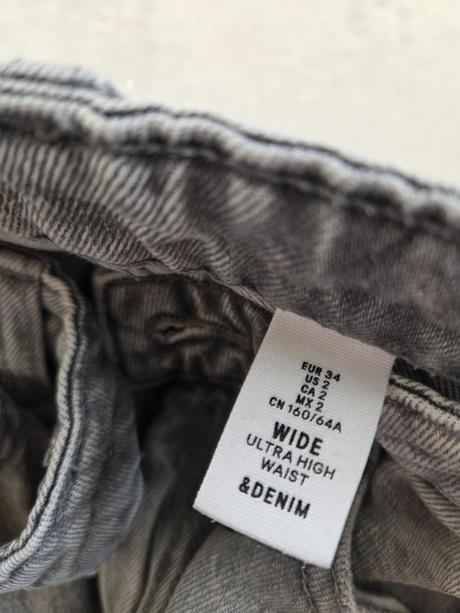 EUR 34
US 2
CA 2
MX 2
CN 160/64A
WIDE
ULTRA HIGH
WAIST
&DENIM